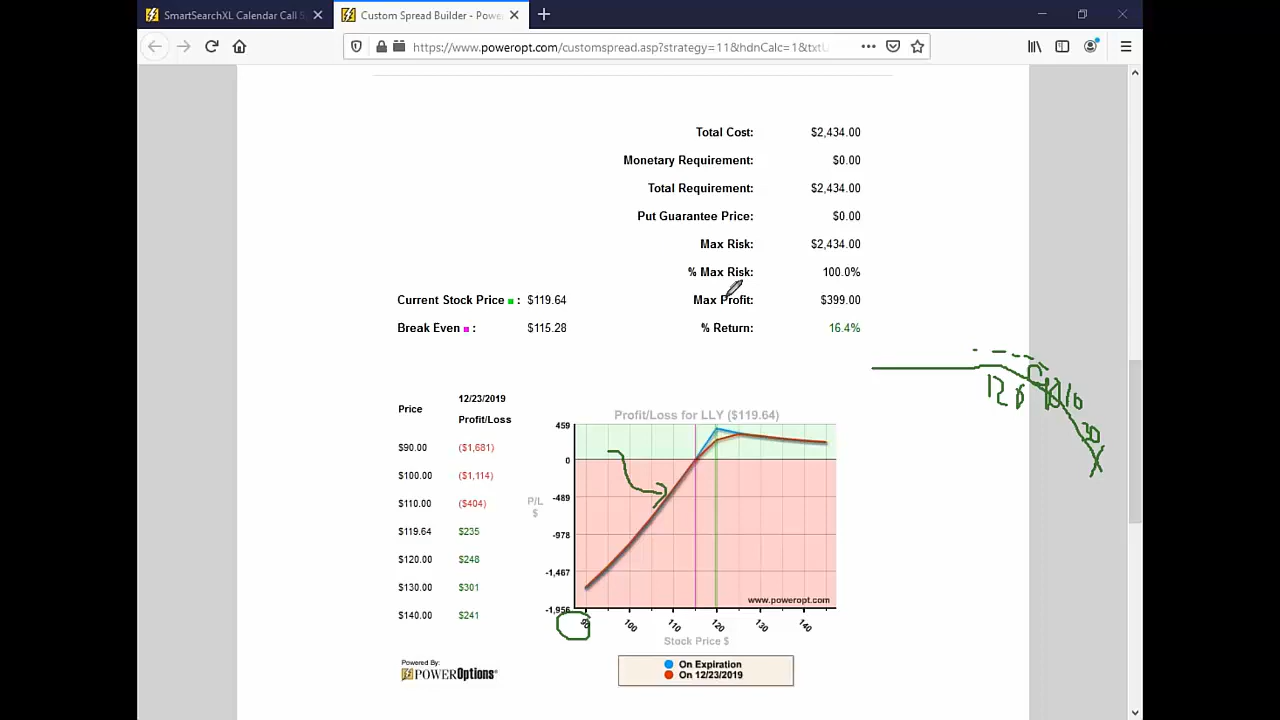 SmartSearchXL Calendar Call S
Custom Spread Builder - Powe
https://www.poweropt.com/customspread.asp?strategy=11&hdnCalc=1&txtU
Total Cost: $2,434.00
Monetary Requirement: $0.00
Total Requirement: $2,434.00
Put Guarantee Price: $0.00
Max Risk: $2,434.00
% Max Risk: 100.0%
Current Stock Price : $119.64 Max Profit: $399.00
Break Even : $115.28 % Return: 16.4%
12/23/2019
Price Profit/Loss
$90.00 ($1,681)
$100.00 ($1,114)
$110.00 ($404)
$119.64 $235
$120.00 $248
$130.00 $301
$140.00 $241
Powered By:
POWEROptions
Profit/Loss for LLY ($119.64)
459
0
-489
-978
-1,467
-1,956
P/L
$
www.poweropt.com
90 100 110 120 130 140
Stock Price $
On Expiration
On 12/23/2019